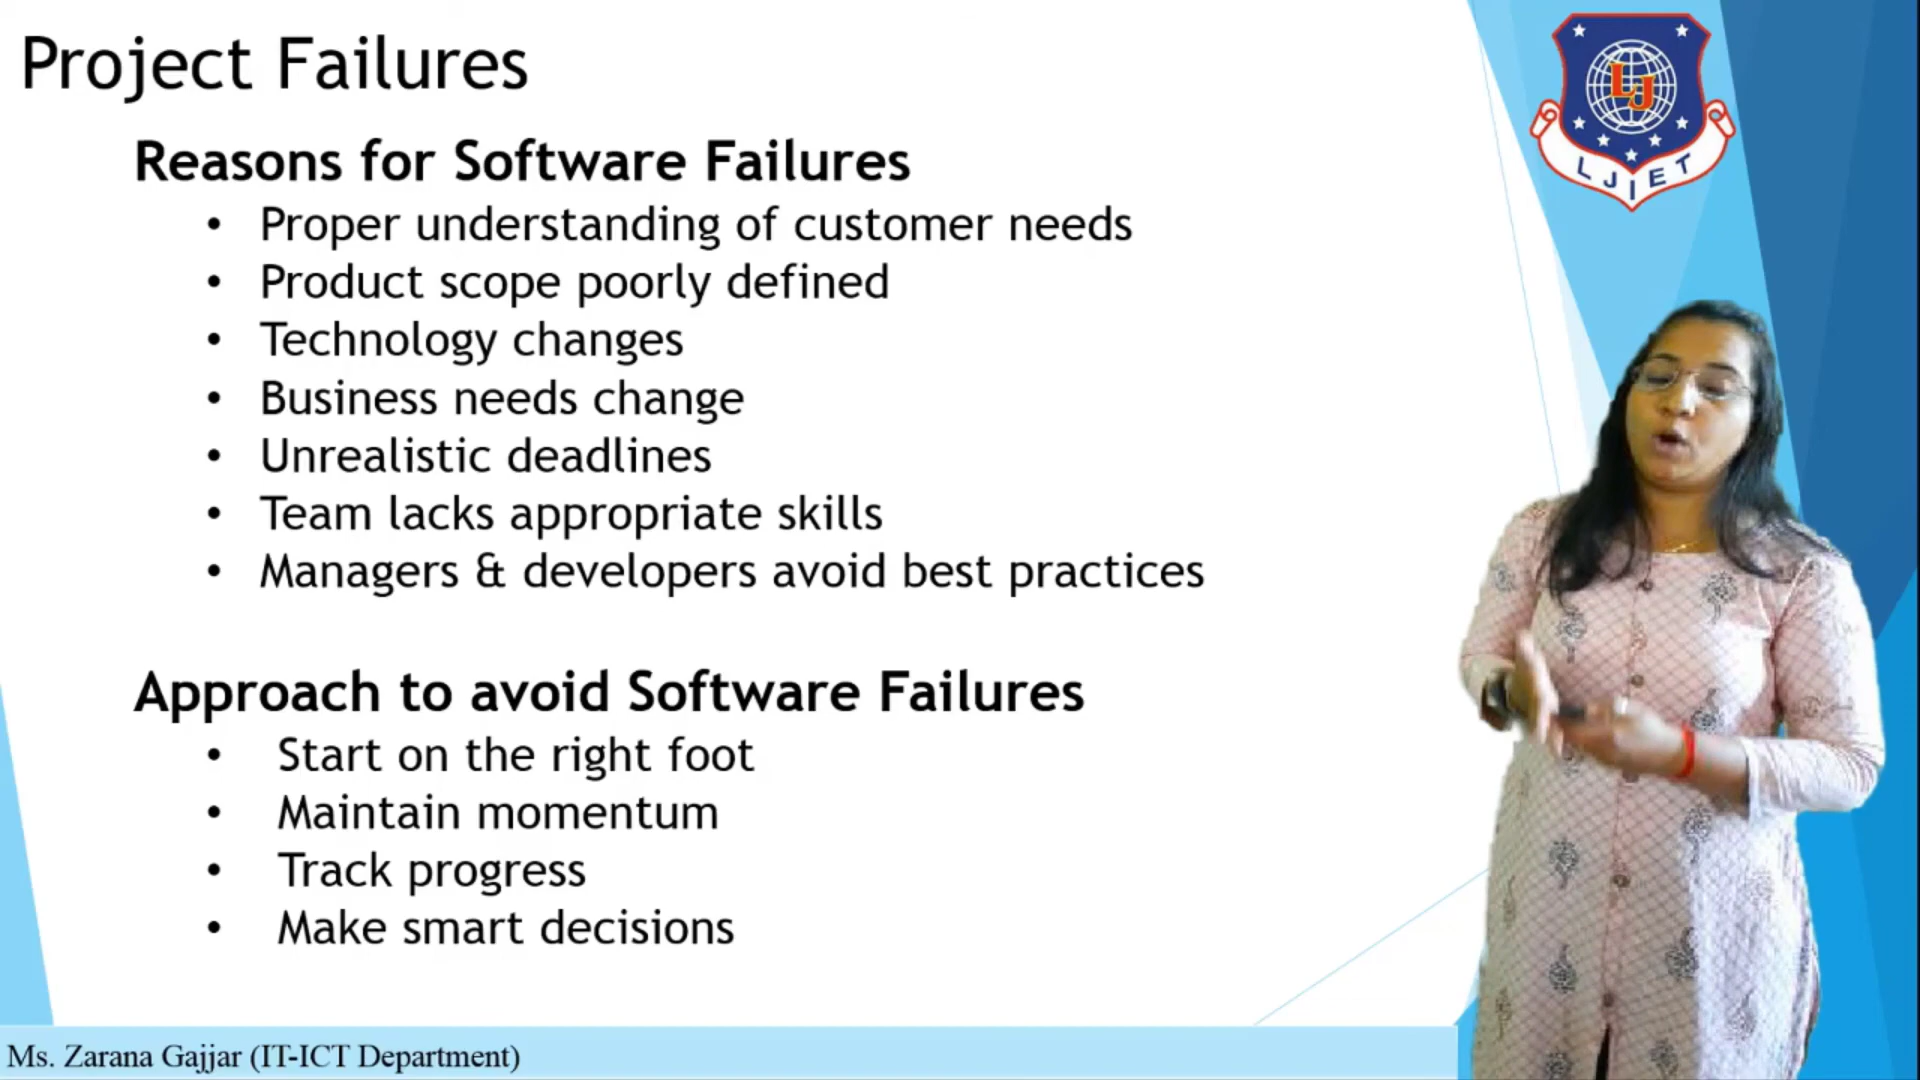 Project Failures
Reasons for Software Failures
• Proper understanding of customer needs
• Product scope poorly defined
• Technology changes
• Business needs change
• Unrealistic deadlines
• Team lacks appropriate skills
• Managers & developers avoid best practices
Approach to avoid Software Failures
• Start on the right foot
• Maintain momentum
• Track progress
• Make smart decisions
Ms. Zarana Gajjar (IT-ICT Department)
LJ
LJIET